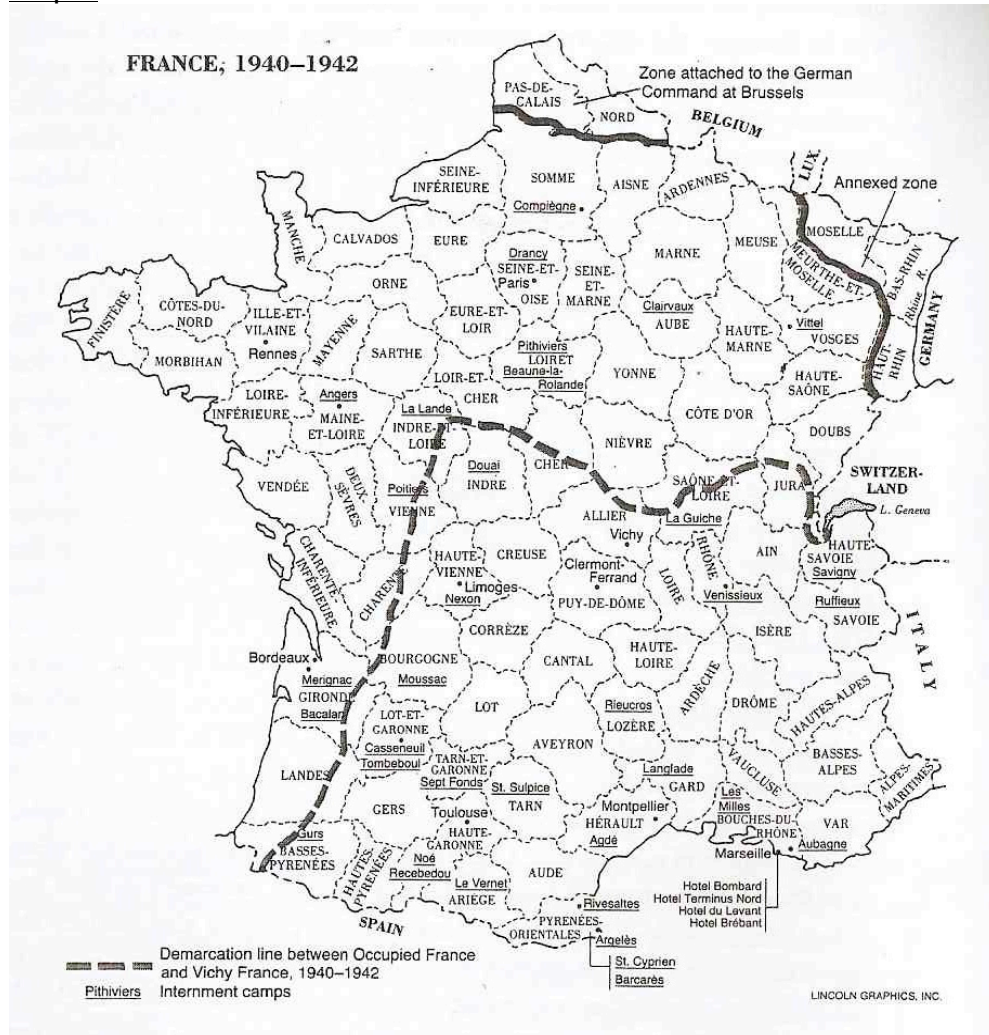 FRANCE, 1940–1942
Zone attached to the German
Command at Brussels
PAS-DE-
CALAIS
NORD
BELGIUM
LUX.
Annexed zone
SEINE-
INFÉRIEURE
SOMME
AISNE
ARDENNES
Compiègne
MOSELLE
MANCHE
CALVADOS
EURE
MARNE
MEUSE
MEURTHE-ET-
MOSELLE
BAS-RHIN
Rhine R.
GERMANY
Drancy
SEINE-ET-
Paris
OISE
SEINE-
ET-
MARNE
ORNE
FINISTÈRE
CÔTES-DU-
NORD
ILLE-ET-
VILAINE
Rennes
MAYENNE
EURE-ET-
LOIR
Clairvaux
AUBE
HAUTE-
MARNE
Vittel
VOSGES
HAUT-
RHIN
MORBIHAN
SARTHE
Pithiviers
LOIRET
Beaune-la-
Rolande
YONNE
HAUTE-
SAÔNE
LOIR-ET-
CHER
LOIRE-
INFÉRIEURE
Angers
MAINE-
ET-LOIRE
La Lande
INDRE-ET-
LOIRE
CÔTE D'OR
DOUBS
NIÈVRE
CHER
VENDÉE
DEUX-
SÈVRES
Poitiers
VIENNE
Douai
INDRE
SAÔNE-ET-
LOIRE
JURA
SWITZER-
LAND
L. Geneva
ALLIER
La Guiche
Vichy
CHARENTE-
INFÉRIEURE
CHARENTE
HAUTE-
VIENNE
Limoges
Nexon
CREUSE
Clermont-
Ferrand
PUY-DE-DÔME
LOIRE
RHÔNE
AIN
Venissieux
HAUTE-
SAVOIE
Savigny
Ruffieux
SAVOIE
ITALY
CORRÈZE
ISÈRE
Bordeaux
Merignac
GIRONDE
Bacalan
BOURGOGNE
Moussac
CANTAL
HAUTE-
LOIRE
ARDÈCHE
DRÔME
HAUTES-ALPES
LOT
Rieucros
LOZÈRE
LOT-ET-
GARONNE
Casseneuil
Tombeboul
AVEYRON
LANDES
TARN-ET-
GARONNE
Sept Fonds
St. Sulpice
TARN
Langlade
GARD
VAUCLUSE
BASSES-
ALPES
ALPES-
MARITIMES
GERS
Toulouse
HAUTE-
GARONNE
Montpellier
HÉRAULT
Agdé
Les
Milles
BOUCHES-DU-
RHÔNE
VAR
Aubagne
Marseille
Gurs
BASSES-
PYRENÉES
HAUTES-
PYRENÉES
Noé
Recebedou
Le Vernet
ARIÈGE
AUDE
Rivesaltes
Hotel Bombard
Hotel Terminus Nord
Hotel du Levant
Hotel Brébant
SPAIN
PYRENÉES-
ORIENTALES
Argelès
St. Cyprien
Barcarès
Demarcation line between Occupied France
and Vichy France, 1940–1942
Pithiviers Internment camps
LINCOLN GRAPHICS, INC.